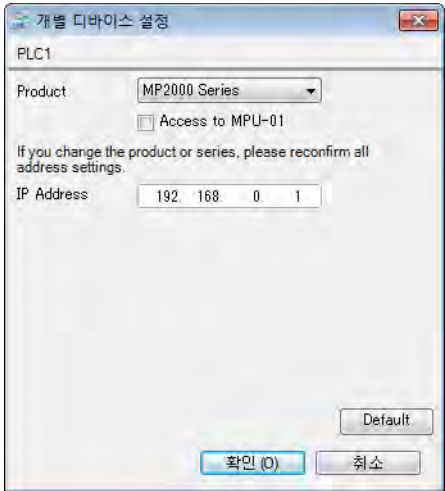 개별 디바이스 설정
PLC1
Product MP2000 Series
Access to MPU-01
If you change the product or series, please reconfirm all
address settings.
IP Address 192. 168. 0. 1
Default
확인 (O) 취소